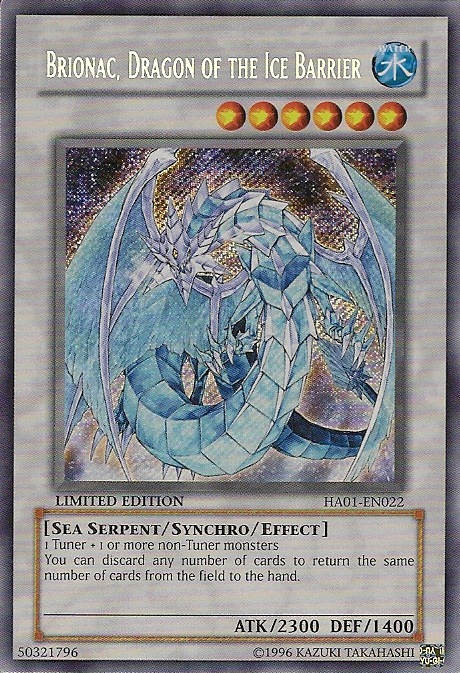 BRIONAC, DRAGON OF THE ICE BARRIER
WATER
水
LIMITED EDITION HA01-EN022
[SEA SERPENT/SYNCHRO/EFFECT]
1 Tuner + 1 or more non-Tuner monsters
You can discard any number of cards to return the same
number of cards from the field to the hand.
ATK/2300 DEF/1400
50321796 ©1996 KAZUKI TAKAHASHI